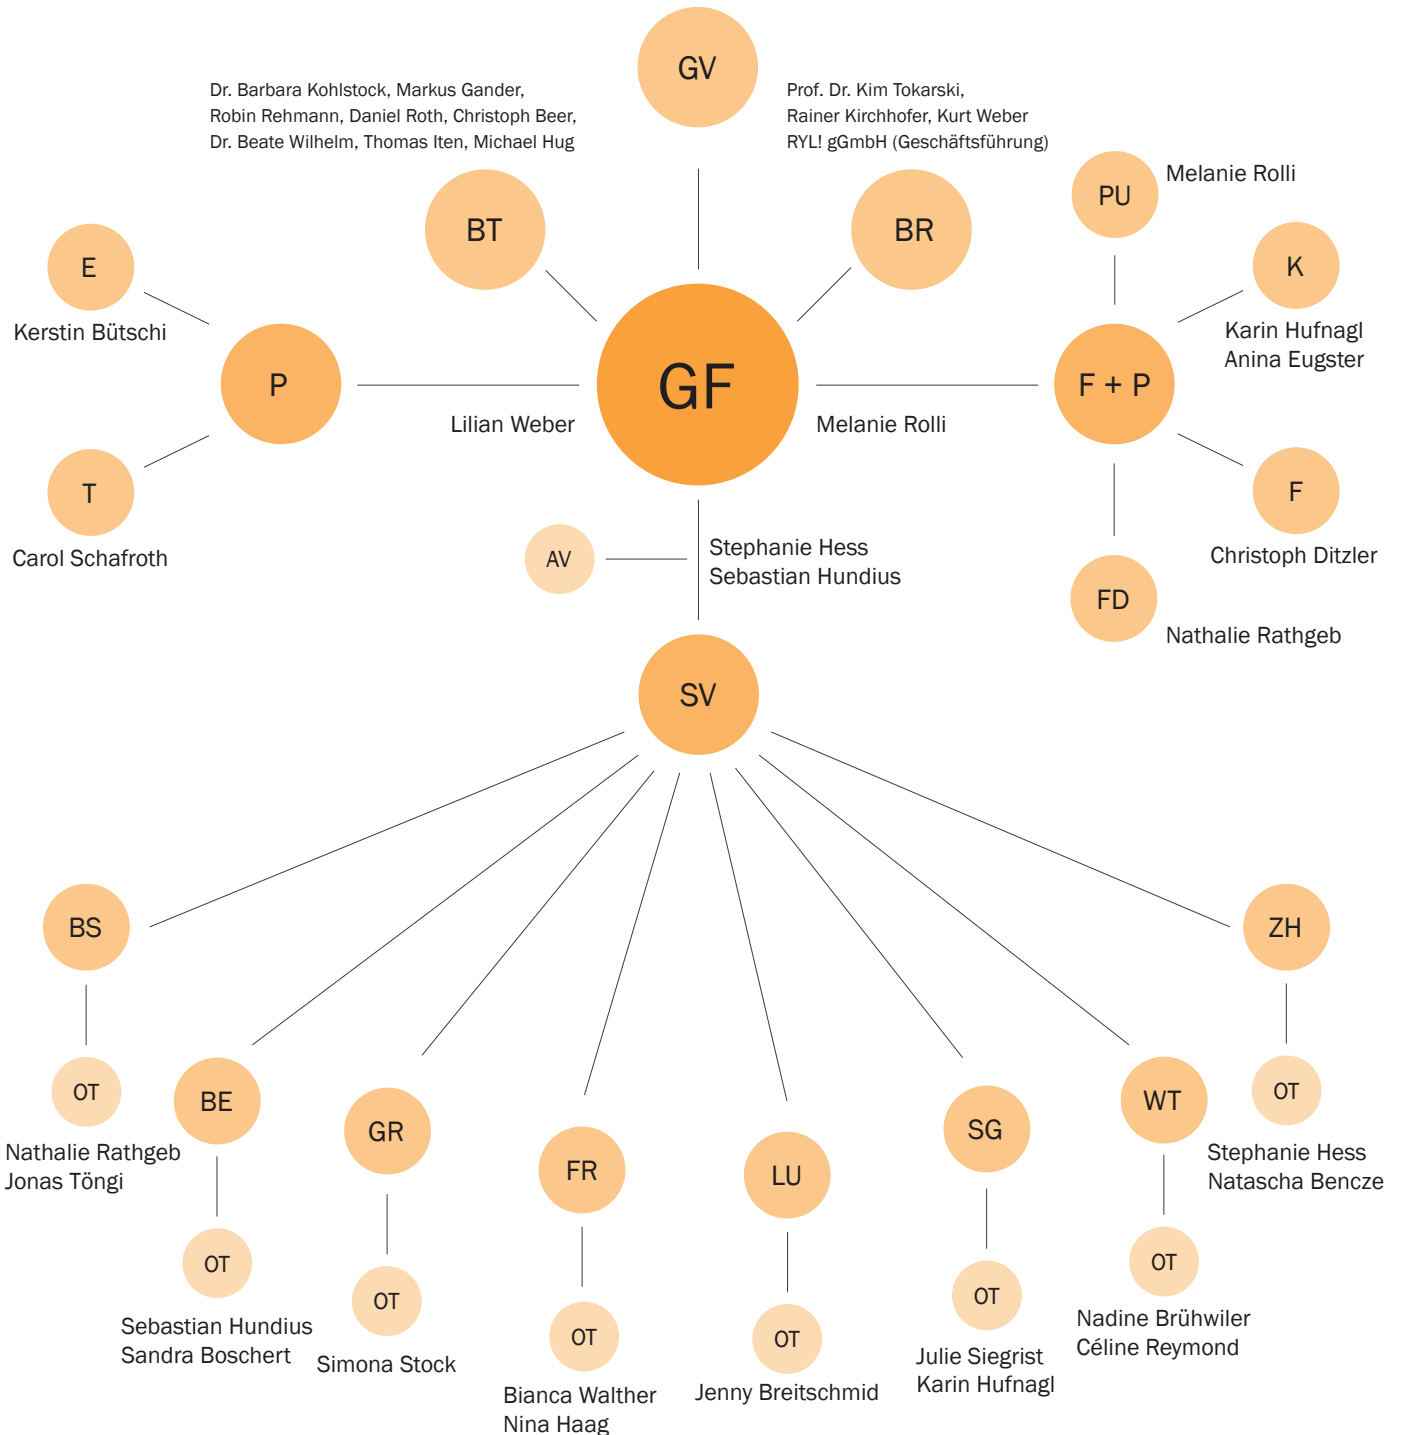 GV
Dr. Barbara Kohlstock, Markus Gander,
Robin Rehmann, Daniel Roth, Christoph Beer,
Dr. Beate Wilhelm, Thomas Iten, Michael Hug
Prof. Dr. Kim Tokarski,
Rainer Kirchhofer, Kurt Weber
RYL! gGmbH (Geschäftsführung)
BT
BR
PU
Melanie Rolli
E
Kerstin Bütschi
K
Karin Hufnagl
Anina Eugster
P
GF
F + P
Lilian Weber
Melanie Rolli
T
Carol Schafroth
F
Christoph Ditzler
AV
Stephanie Hess
Sebastian Hundius
FD
Nathalie Rathgeb
SV
BS
ZH
OT
Nathalie Rathgeb
Jonas Töngi
BE
GR
FR
LU
SG
WT
OT
Stephanie Hess
Natascha Bencze
OT
Sebastian Hundius
Sandra Boschert
OT
Simona Stock
OT
Bianca Walther
Nina Haag
OT
Jenny Breitschmid
OT
Julie Siegrist
Karin Hufnagl
OT
Nadine Brühwiler
Céline Reymond